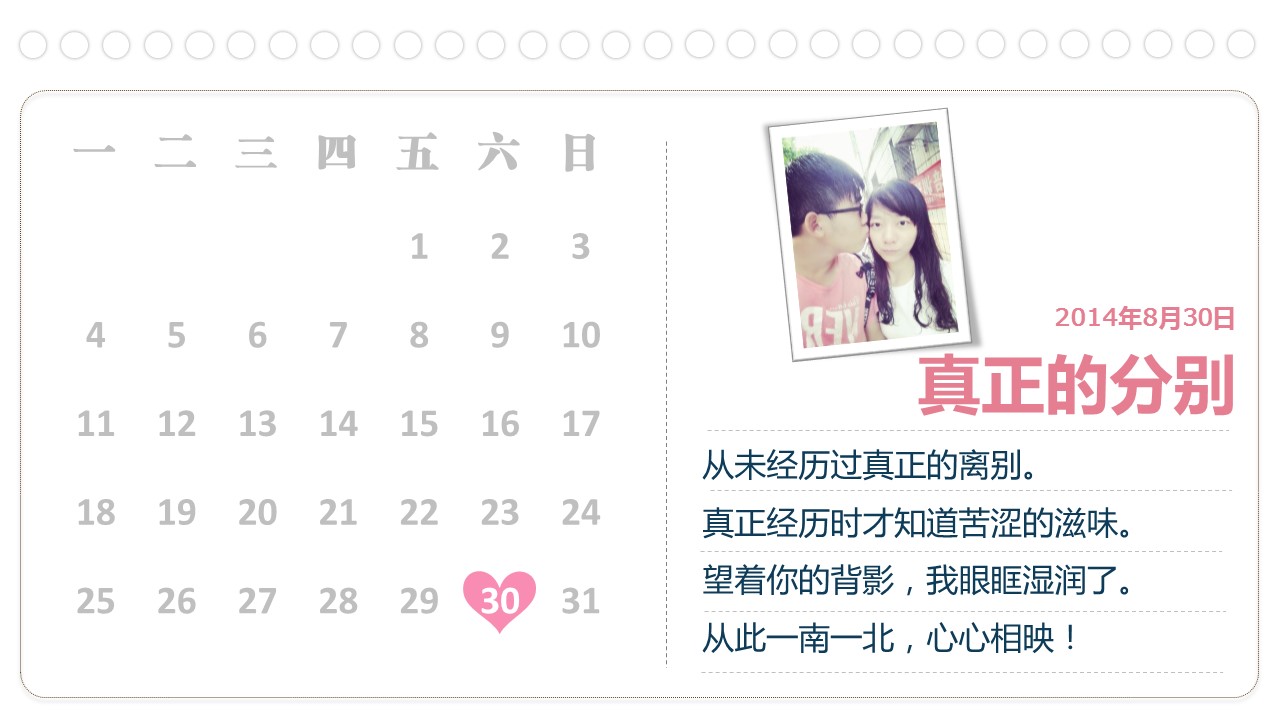 一 二 三 四 五 六 日
1 2 3
4 5 6 7 8 9 10
11 12 13 14 15 16 17
18 19 20 21 22 23 24
25 26 27 28 29 30 31
2014年8月30日
真正的分别
从未经历过真正的离别。
真正经历时才知道苦涩的滋味。
望着你的背影，我眼眶湿润了。
从此一南一北，心心相映！